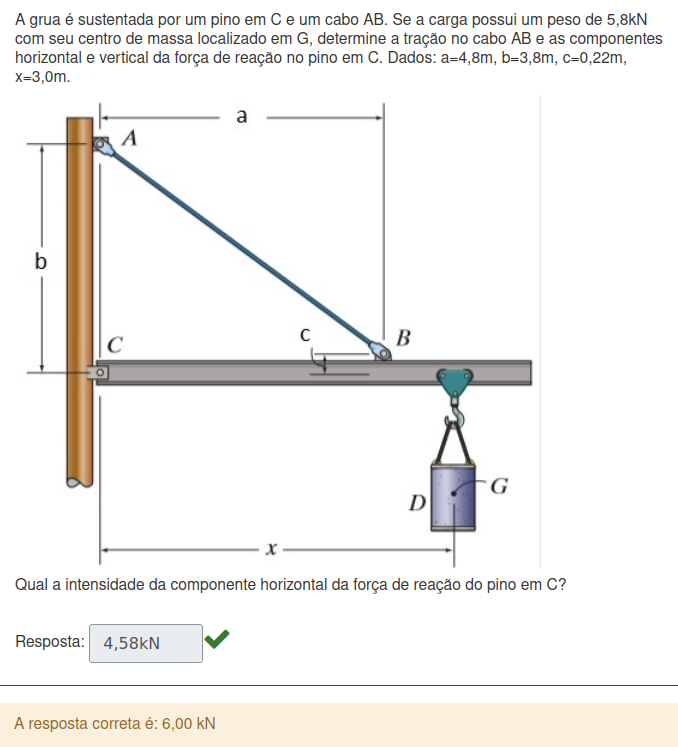 A grua é sustentada por um pino em C e um cabo AB. Se a carga possui um peso de 5,8kN
com seu centro de massa localizado em G, determine a tração no cabo AB e as componentes
horizontal e vertical da força de reação no pino em C. Dados: a=4,8m, b=3,8m, c=0,22m,
x=3,0m.
a
A
b
C
c
B
G
D
x
Qual a intensidade da componente horizontal da força de reação do pino em C?
Resposta: 4,58kN
A resposta correta é: 6,00 kN